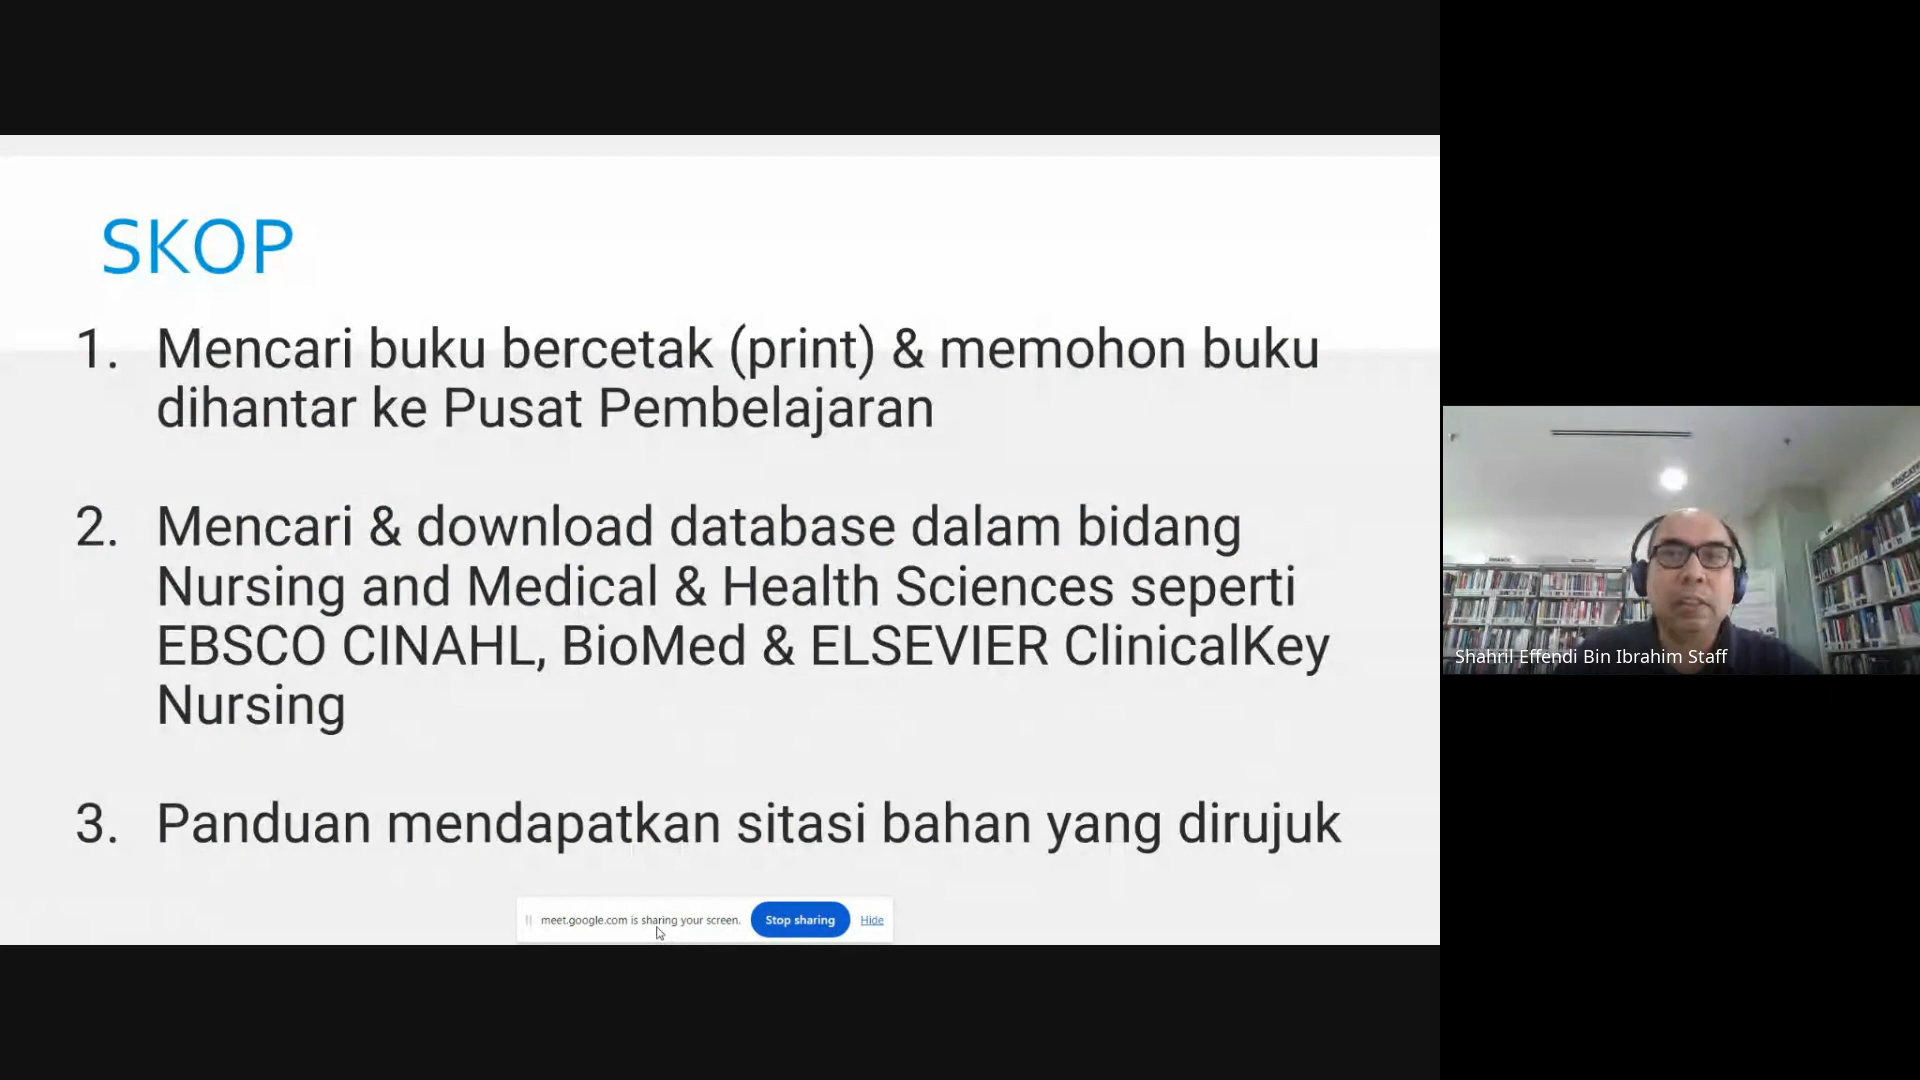 SKOP
1. Mencari buku bercetak (print) & memohon buku
dihantar ke Pusat Pembelajaran
2. Mencari & download database dalam bidang
Nursing and Medical & Health Sciences seperti
EBSCO CINAHL, BioMed & ELSEVIER ClinicalKey
Nursing
3. Panduan mendapatkan sitasi bahan yang dirujuk
meet.google.com is sharing your screen. Stop sharing Hide
Shahril Effendi Bin Ibrahim Staff